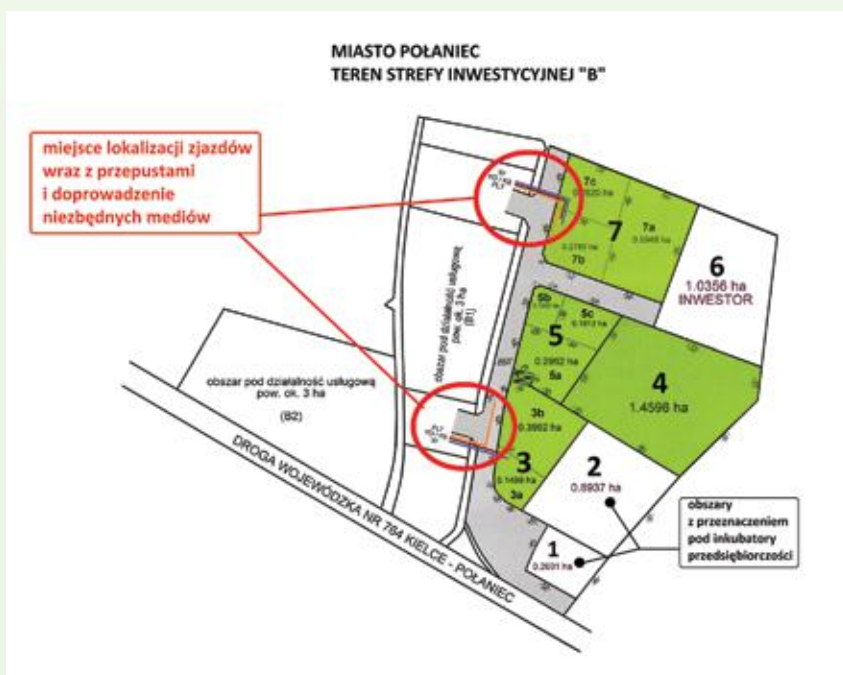 MIASTO POŁANIEC
TEREN STREFY INWESTYCYJNEJ "B"
miejsce lokalizacji zjazdów
wraz z przepustami
i doprowadzenie
niezbędnych mediów
7c
7
7a
7b
6
1.0356 ha
INWESTOR
5b
5c
5
0.2952 ha
5a
4
1.4596 ha
obszar pod działalność usługową
pow. ok. 3 ha
(B1)
obszar pod działalność usługową
pow. ok. 3 ha
(B2)
3b
3
3a
2
0.8937 ha
1
obszary
z przeznaczeniem
pod inkubatory
przedsiębiorczości
DROGA WOJEWÓDZKA NR 764 KIELCE - POŁANIEC